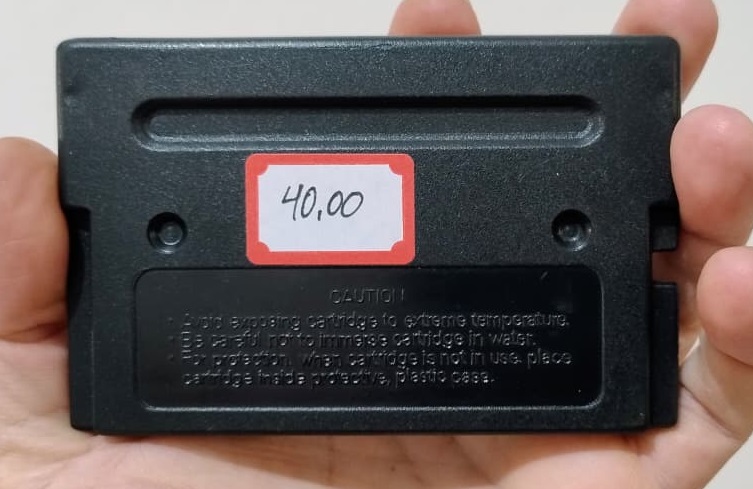 40,00
CAUTION
• Avoid exposing cartridge to extreme temperature.
• Be careful not to immerse cartridge in water.
• For protection, when cartridge is not in use, place
cartridge inside protective, plastic case.